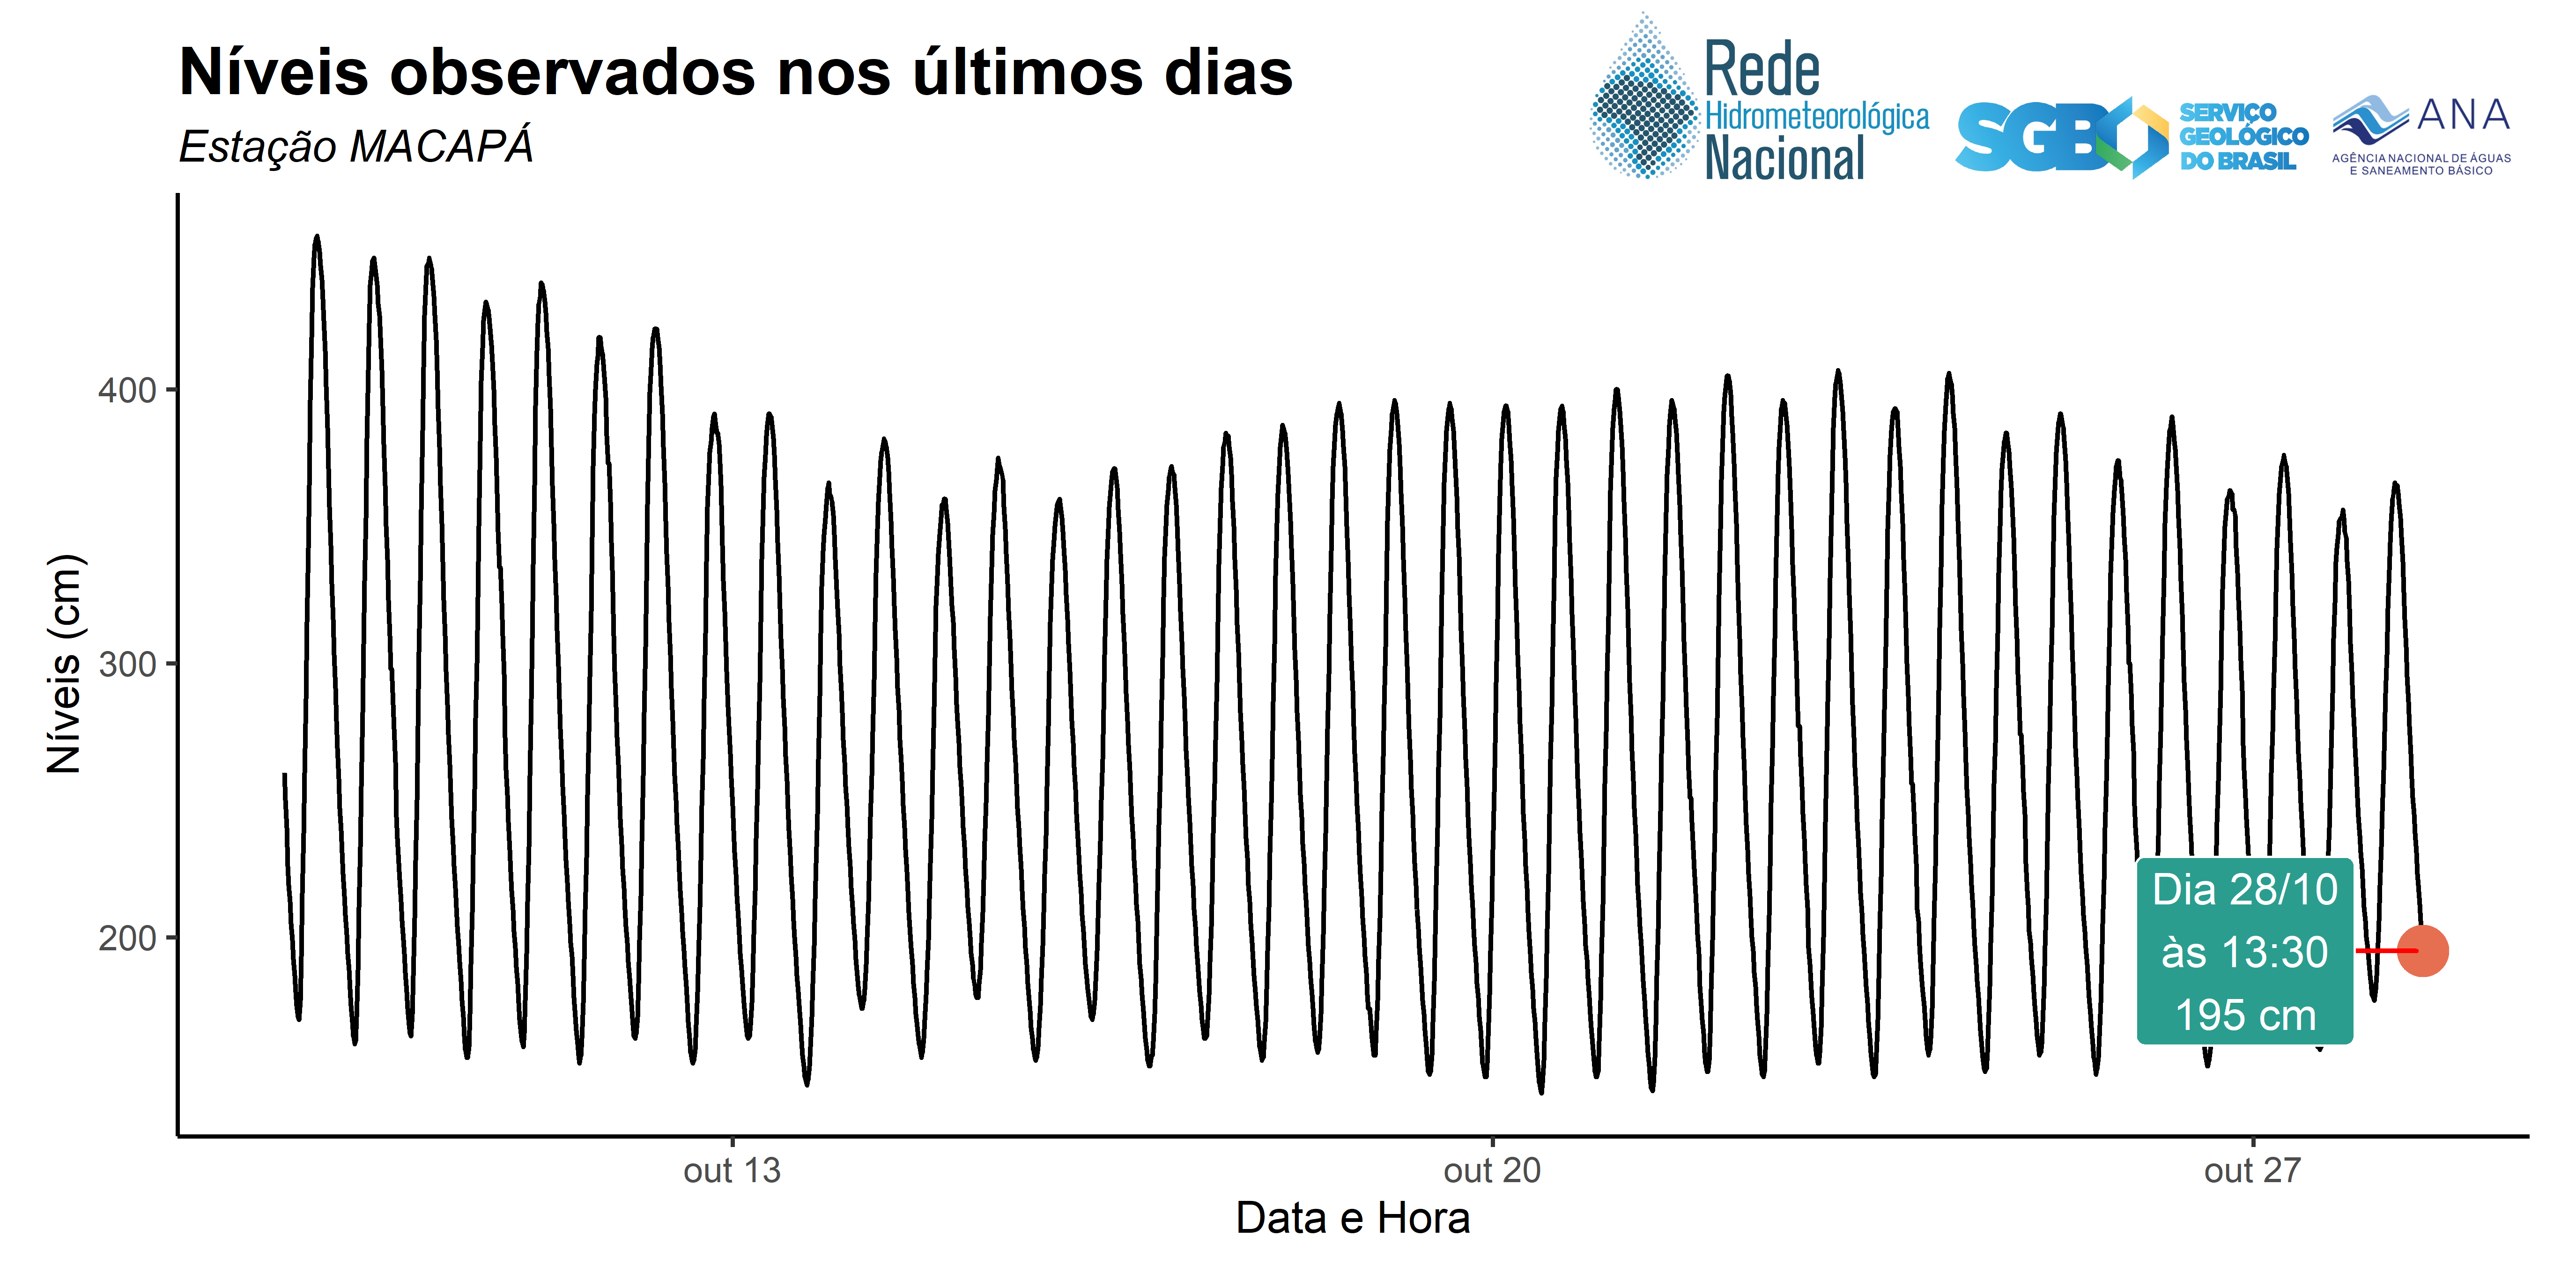 Níveis observados nos últimos dias
Estação MACAPÁ
Rede
Hidrometeorológica
Nacional
SGB
SERVIÇO
GEOLÓGICO
DO BRASIL
ANA
AGÊNCIA NACIONAL DE ÁGUAS
E SANEAMENTO BÁSICO
Níveis (cm)
400
300
200
Dia 28/10
às 13:30
195 cm
out 13
out 20
out 27
Data e Hora